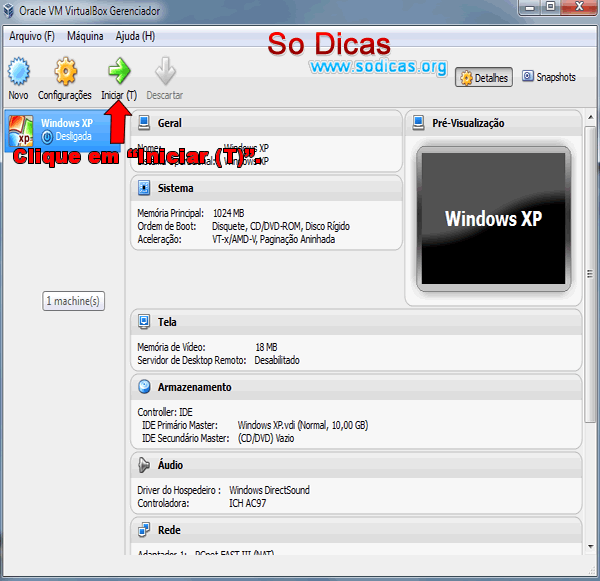 Oracle VM VirtualBox Gerenciador
Arquivo (F) Máquina Ajuda (H)
So Dicas
www.sodicas.org
Novo Configurações Iniciar (T) Descartar
Detalhes Snapshots
Windows XP
Desligada
Clique em “Iniciar (T)”.
1 machine(s)
Geral
Nome: Windows XP
Sistema Operacional: Windows XP
Pré-Visualização
Windows XP
Sistema
Memória Principal: 1024 MB
Ordem de Boot: Disquete, CD/DVD-ROM, Disco Rígido
Aceleração: VT-x/AMD-V, Paginação Aninhada
Tela
Memória de Vídeo: 18 MB
Servidor de Desktop Remoto: Desabilitado
Armazenamento
Controller: IDE
IDE Primário Master: Windows XP.vdi (Normal, 10,00 GB)
IDE Secundário Master: (CD/DVD) Vazio
Áudio
Driver do Hospedeiro : Windows DirectSound
Controladora: ICH AC97
Rede
Adaptador 1: PCnet FAST III (NAT)